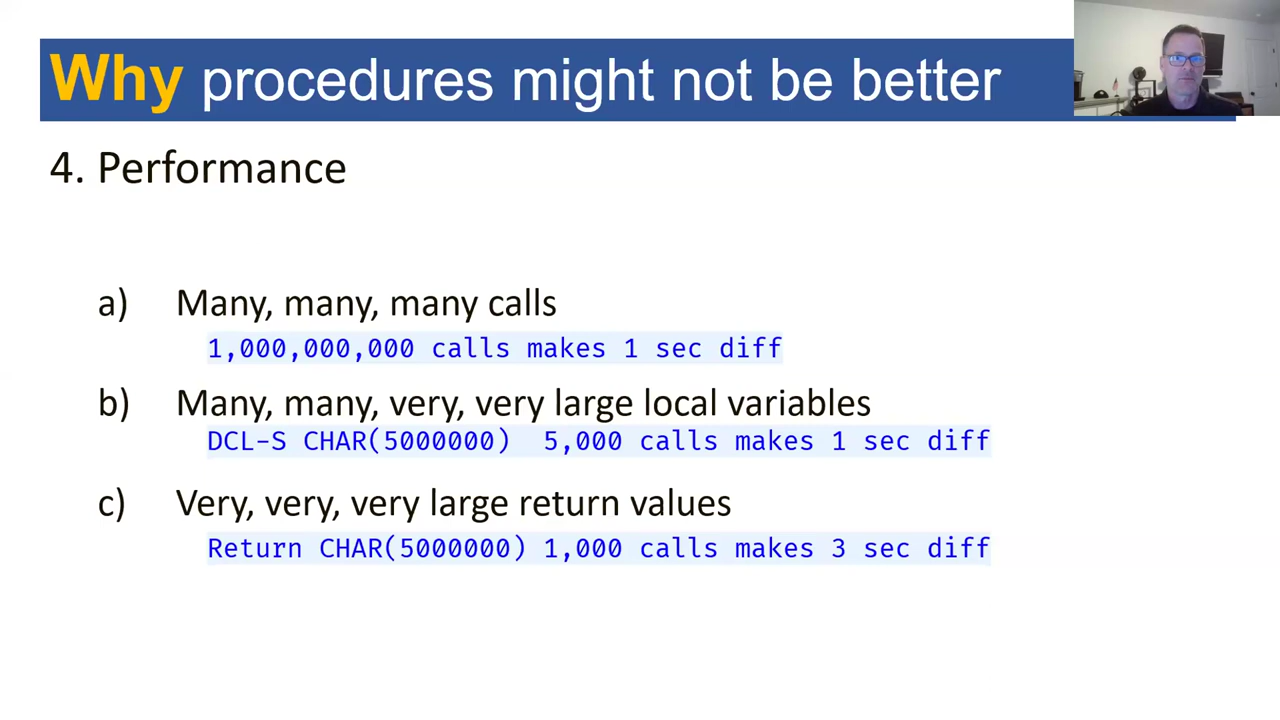 Why procedures might not be better
4. Performance
a) Many, many, many calls
1,000,000,000 calls makes 1 sec diff
b) Many, many, very, very large local variables
DCL-S CHAR(5000000) 5,000 calls makes 1 sec diff
c) Very, very, very large return values
Return CHAR(5000000) 1,000 calls makes 3 sec diff